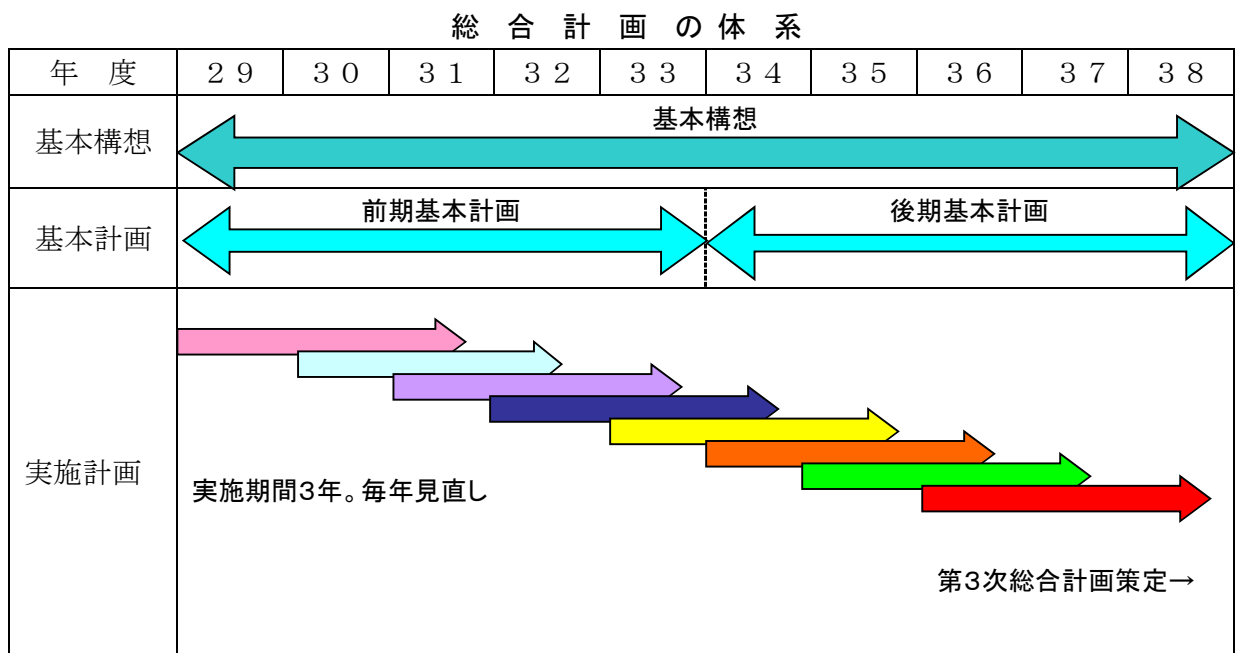 総合計画の体系
年度 ２９ ３０ ３１ ３２ ３３ ３４ ３５ ３６ ３７ ３８
基本構想 基本構想
基本計画 前期基本計画 後期基本計画
実施計画 実施期間３年。毎年見直し
第３次総合計画策定→